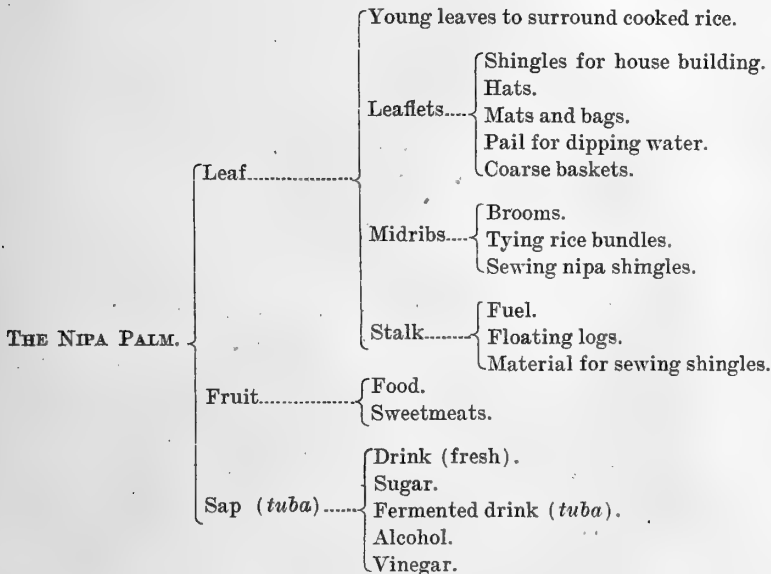 Young leaves to surround cooked rice.
Shingles for house building.
Hats.
Leaflets
Mats and bags.
Pail for dipping water.
Coarse baskets.
Leaf
Brooms.
Midribs
Tying rice bundles.
Sewing nipa shingles.
Fuel.
Stalk
Floating logs.
Material for sewing shingles.
THE NIPA PALM.
Food.
Fruit
Sweetmeats.
Drink (fresh).
Sugar.
Sap (tuba)
Fermented drink (tuba).
Alcohol.
Vinegar.